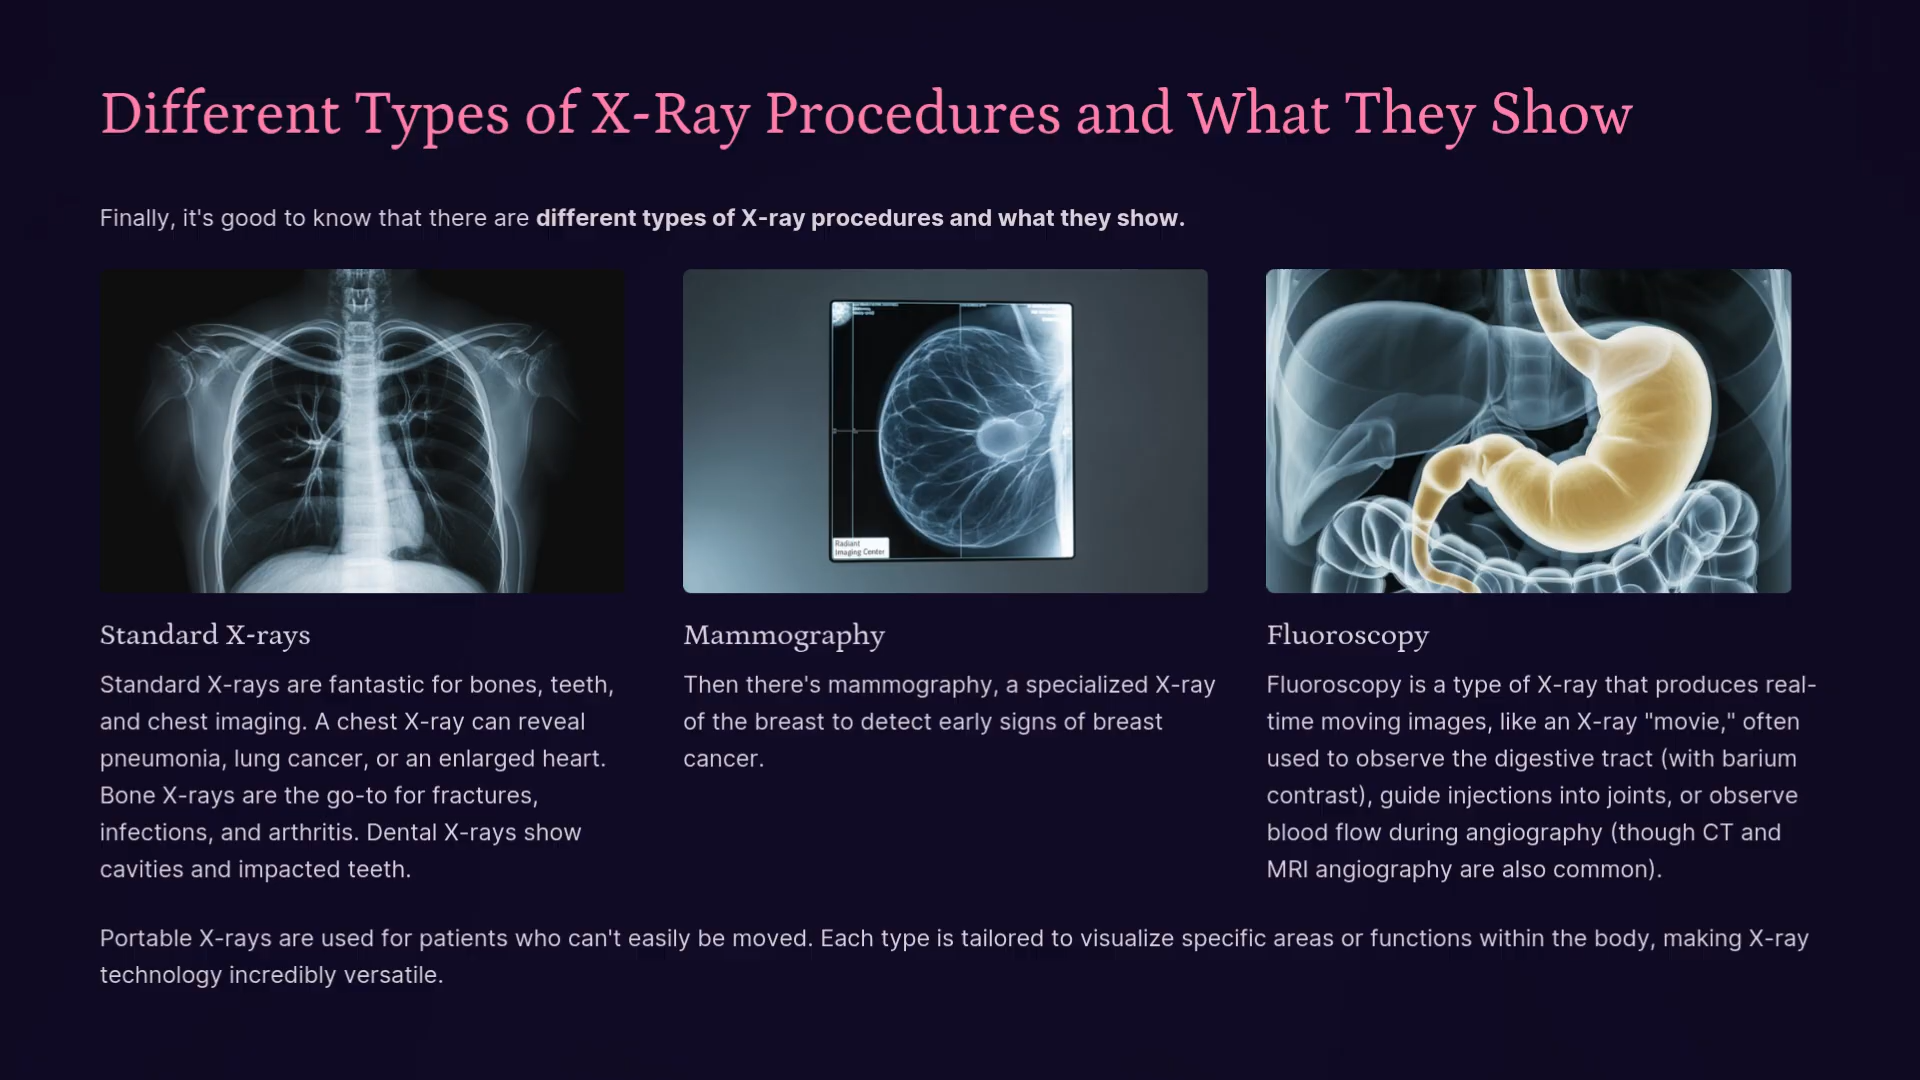 Different Types of X-Ray Procedures and What They Show
Finally, it's good to know that there are different types of X-ray procedures and what they show.
Radiant
Imaging Center
Standard X-rays
Standard X-rays are fantastic for bones, teeth,
and chest imaging. A chest X-ray can reveal
pneumonia, lung cancer, or an enlarged heart.
Bone X-rays are the go-to for fractures,
infections, and arthritis. Dental X-rays show
cavities and impacted teeth.
Mammography
Then there's mammography, a specialized X-ray
of the breast to detect early signs of breast
cancer.
Fluoroscopy
Fluoroscopy is a type of X-ray that produces real-
time moving images, like an X-ray "movie," often
used to observe the digestive tract (with barium
contrast), guide injections into joints, or observe
blood flow during angiography (though CT and
MRI angiography are also common).
Portable X-rays are used for patients who can't easily be moved. Each type is tailored to visualize specific areas or functions within the body, making X-ray
technology incredibly versatile.